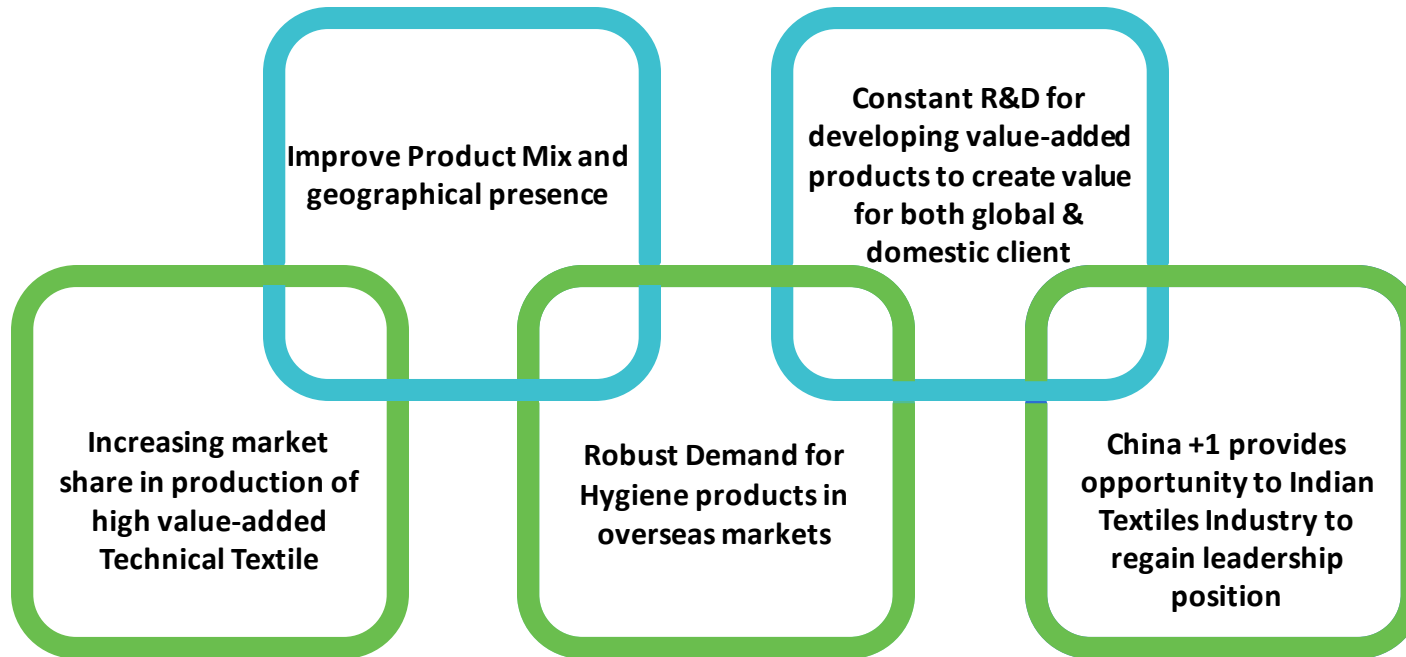 Improve Product Mix and
geographical presence
Constant R&D for
developing value-added
products to create value
for both global &
domestic client
Increasing market
share in production of
high value-added
Technical Textile
Robust Demand for
Hygiene products in
overseas markets
China +1 provides
opportunity to Indian
Textiles Industry to
regain leadership
position